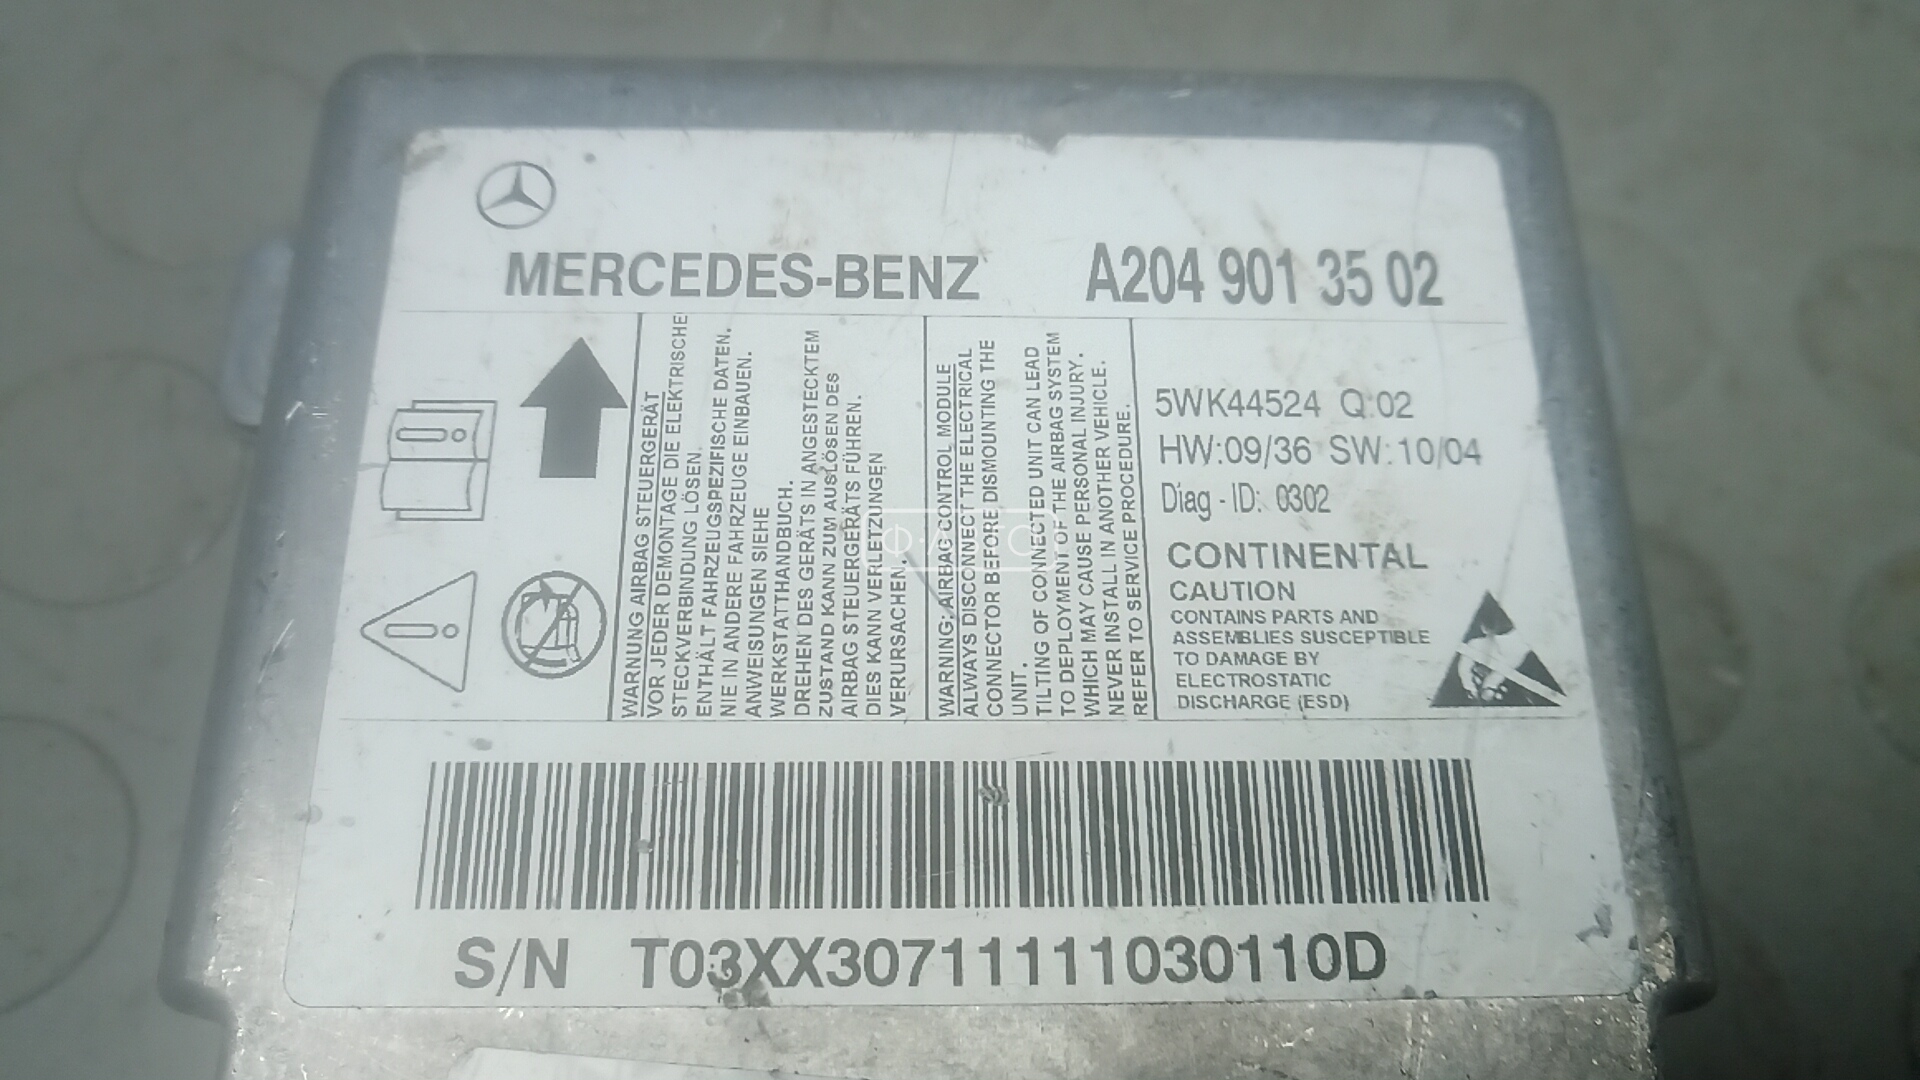 MERCEDES-BENZ A204 901 35 02
WARNUNG AIRBAG STEUERGERÄT
VOR JEDER DEMONTAGE DIE ELEKTRISCHE
STECKVERBINDUNG LÖSEN.
ENTHÄLT FAHRZEUGSPEZIFISCHE DATEN.
NIE IN ANDERE FAHRZEUGE EINBAUEN.
ANWEISUNGEN SIEHE
WERKSTATTHANDBUCH.
DREHEN DES GERÄTS IN ANGESTECKTEM
ZUSTAND KANN ZUM AUSLÖSEN DES
AIRBAG STEUERGERÄTS FÜHREN.
DIES KANN VERLETZUNGEN
VERURSACHEN.
WARNING: AIRBAG CONTROL MODULE
ALWAYS DISCONNECT THE ELECTRICAL
CONNECTOR BEFORE DISMOUNTING THE
UNIT.
TILTING OF CONNECTED UNIT CAN LEAD
TO DEPLOYMENT OF THE AIRBAG SYSTEM
WHICH MAY CAUSE PERSONAL INJURY.
NEVER INSTALL IN ANOTHER VEHICLE.
REFER TO SERVICE PROCEDURE.
5WK44524 Q:02
HW:09/36 SW:10/04
Diag - ID: 0302
CONTINENTAL
CAUTION
CONTAINS PARTS AND
ASSEMBLIES SUSCEPTIBLE
TO DAMAGE BY
ELECTROSTATIC
DISCHARGE (ESD)
S/N T03XX30711111030110D